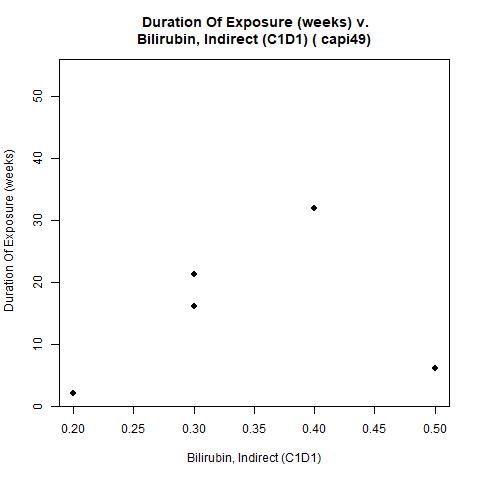 Duration Of Exposure (weeks) v.
Bilirubin, Indirect (C1D1) ( capi49)
Duration Of Exposure (weeks)
50
40
30
20
10
0
0.20 0.25 0.30 0.35 0.40 0.45 0.50
Bilirubin, Indirect (C1D1)